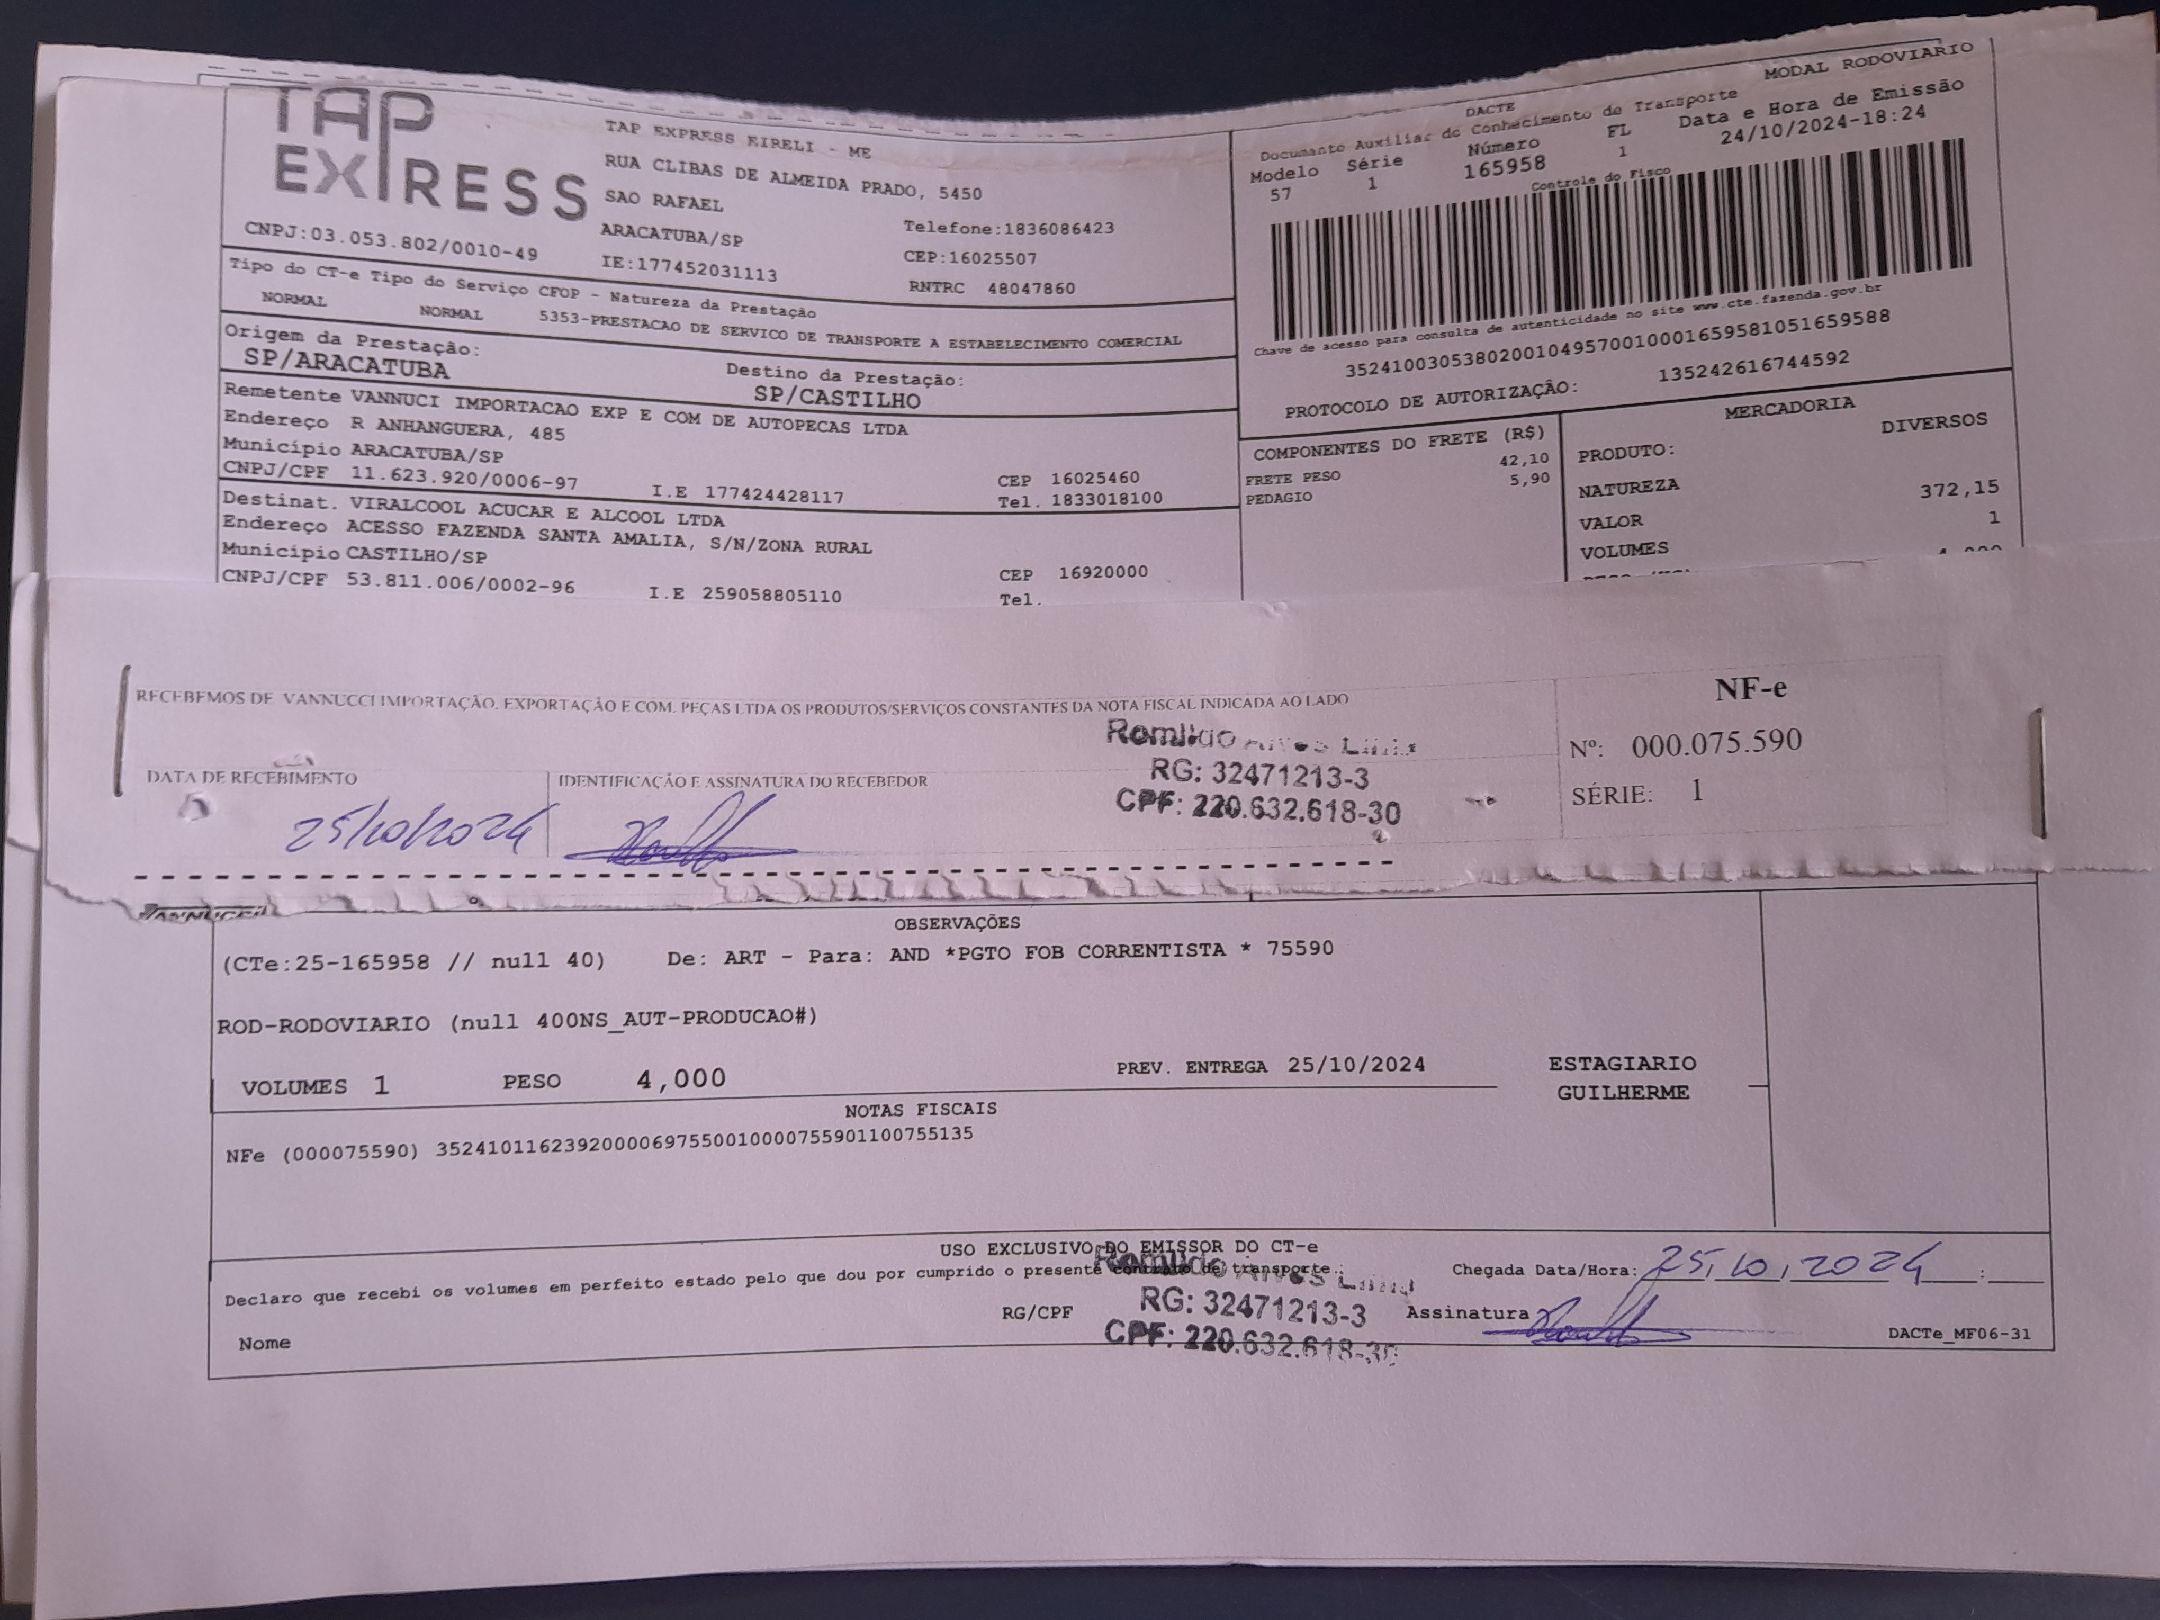 TAP
EXPRESS
TAP EXPRESS EIRELI - ME
RUA CLIBAS DE ALMEIDA PRADO, 5450
SAO RAFAEL
ARACATUBA/SP
Telefone:1836086423
CNPJ:03.053.802/0010-49
IE:177452031113
CEP:16025507
RNTRC 48047860
MODAL RODOVIARIO
DACTE
Documento Auxiliar do Conhecimento de Transporte
Modelo Série Número FL Data e Hora de Emissão
57 1 165958 1 24/10/2024-18:24
Controle do Fisco
Chave de acesso para consulta de autenticidade no site www.cte.fazenda.gov.br
35241003053802001049570010001659581051659588
PROTOCOLO DE AUTORIZAÇÃO: 135242616744592
Tipo do CT-e Tipo do Serviço CFOP - Natureza da Prestação
NORMAL NORMAL 5353-PRESTACAO DE SERVICO DE TRANSPORTE A ESTABELECIMENTO COMERCIAL
Origem da Prestação:
SP/ARACATUBA
Destino da Prestação:
SP/CASTILHO
Remetente VANNUCI IMPORTACAO EXP E COM DE AUTOPECAS LTDA
Endereço R ANHANGUERA, 485
Município ARACATUBA/SP
CEP 16025460
CNPJ/CPF 11.623.920/0006-97 I.E 177424428117 Tel. 1833018100
Destinat. VIRALCOOL ACUCAR E ALCOOL LTDA
Endereço ACESSO FAZENDA SANTA AMALIA, S/N/ZONA RURAL
Município CASTILHO/SP
CEP 16920000
CNPJ/CPF 53.811.006/0002-96 I.E 259058805110 Tel.
COMPONENTES DO FRETE (R$)
FRETE PESO 42,10
PEDAGIO 5,90
MERCADORIA
PRODUTO: DIVERSOS
NATUREZA
VALOR 372,15
VOLUMES 1
RECEBEMOS DE VANNUCCI IMPORTAÇÃO, EXPORTAÇÃO E COM. PEÇAS LTDA OS PRODUTOS/SERVIÇOS CONSTANTES DA NOTA FISCAL INDICADA AO LADO
DATA DE RECEBIMENTO
25/10/2024
IDENTIFICAÇÃO E ASSINATURA DO RECEBEDOR
Romildo Alves Lima
RG: 32471213-3
CPF: 220.632.618-30
NF-e
Nº: 000.075.590
SÉRIE: 1
VANNUCCI
OBSERVAÇÕES
(CTe:25-165958 // null 40) De: ART - Para: AND *PGTO FOB CORRENTISTA * 75590
ROD-RODOVIARIO (null 400NS_AUT-PRODUCAO#)
VOLUMES 1 PESO 4,000 PREV. ENTREGA 25/10/2024
ESTAGIARIO
GUILHERME
NOTAS FISCAIS
NFe (000075590) 35241011623920000697550010000755901100755135
USO EXCLUSIVO DO EMISSOR DO CT-e
Declaro que recebi os volumes em perfeito estado pelo que dou por cumprido o presente contrato de transporte.
Chegada Data/Hora: 25,10,2024 :
Nome
RG/CPF
Romildo Alves Lima
RG: 32471213-3
CPF: 220.632.618-30
Assinatura
DACTe_MF06-31